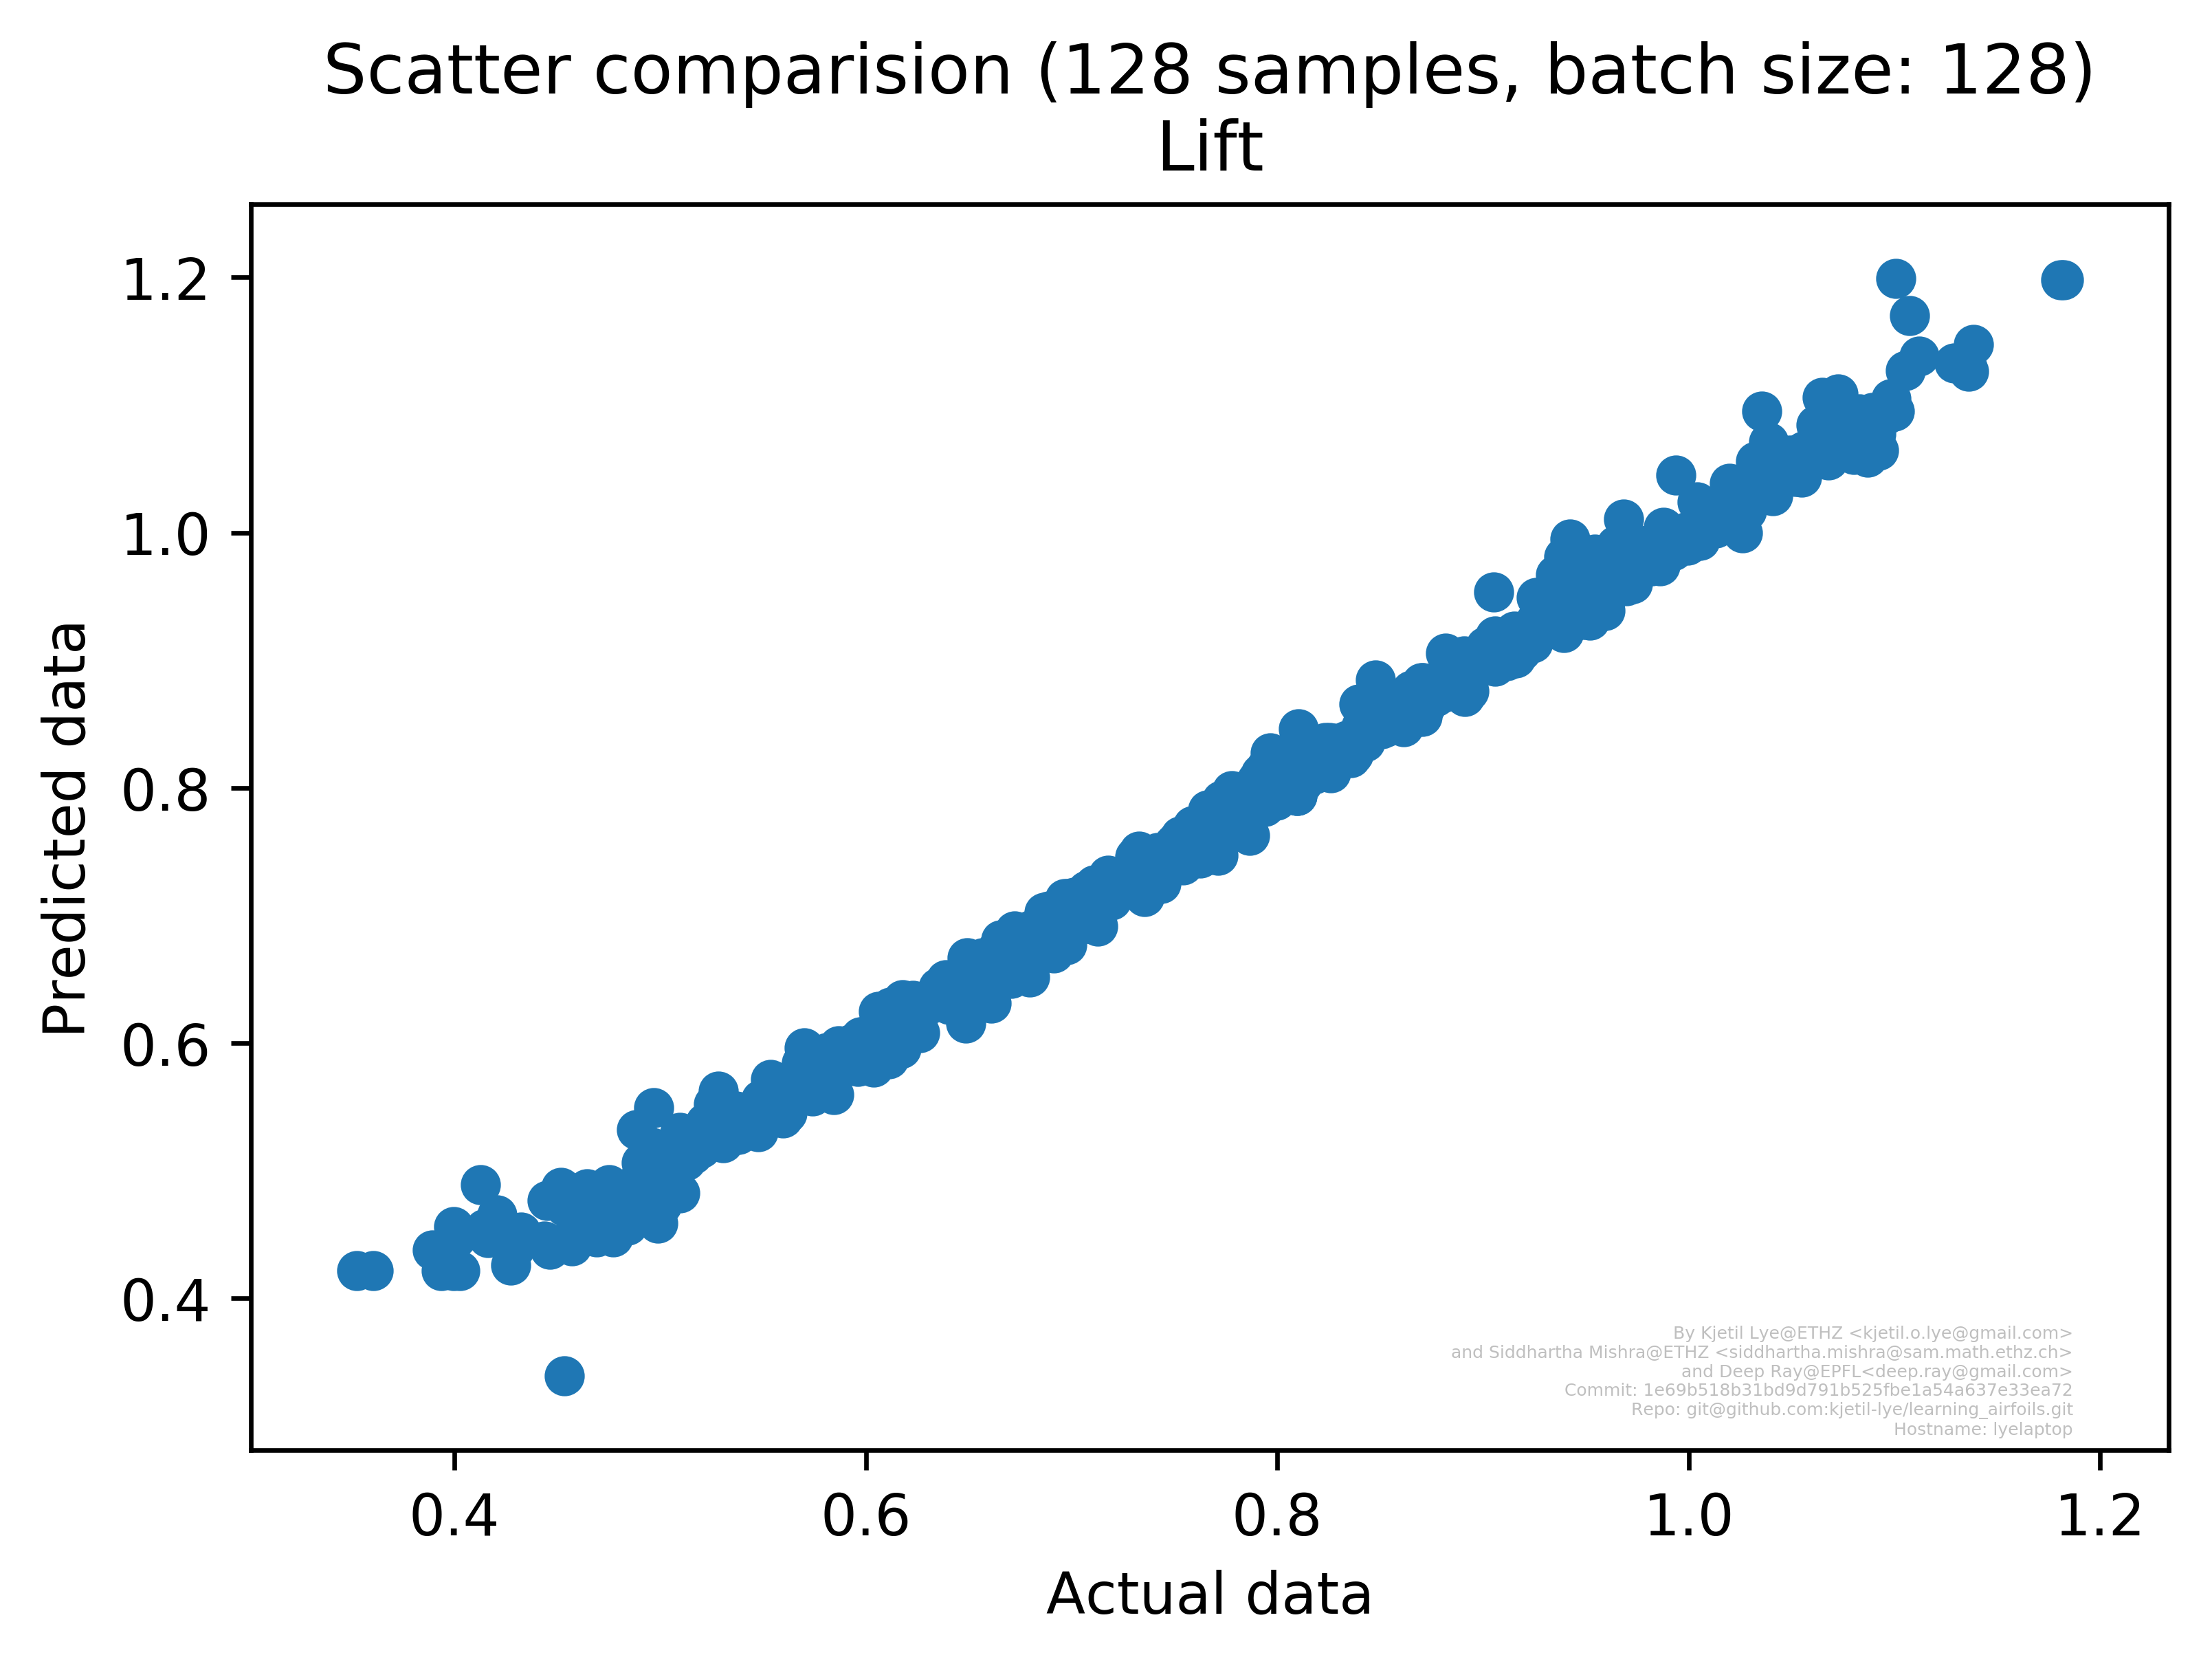 Scatter comparision (128 samples, batch size: 128)
Lift
1.2
1.0
0.8
0.6
0.4
Predicted data
By Kjetil Lye@ETHZ <kjetil.o.lye@gmail.com>
and Siddhartha Mishra@ETHZ <siddhartha.mishra@sam.math.ethz.ch>
and Deep Ray@EPFL<deep.ray@gmail.com>
Commit: 1e69b518b31bd9d791b525fbe1a54a637e33ea72
Repo: git@github.com:kjetil-lye/learning_airfoils.git
Hostname: lyelaptop
0.4 0.6 0.8 1.0 1.2
Actual data